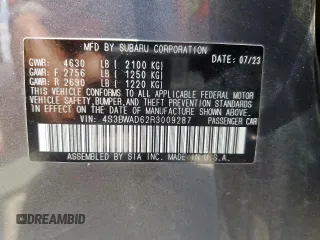 MFD BY SUBARU CORPORATION
GVWR: 4630 LB ( 2100 KG) DATE: 07/23
GAWR: F 2756 LB ( 1250 KG)
GAWR: R 2690 LB ( 1220 KG)
THIS VEHICLE CONFORMS TO ALL APPLICABLE FEDERAL
MOTOR VEHICLE SAFETY, BUMPER, AND THEFT PREVENTION STANDARDS
IN EFFECT ON THE DATE OF MANUFACTURE SHOWN ABOVE.
VIN: 4S3BWAD62R3009287 PASSENGER CAR
MFD BY SIA INC. MADE IN U.S.A.
DREAMBID